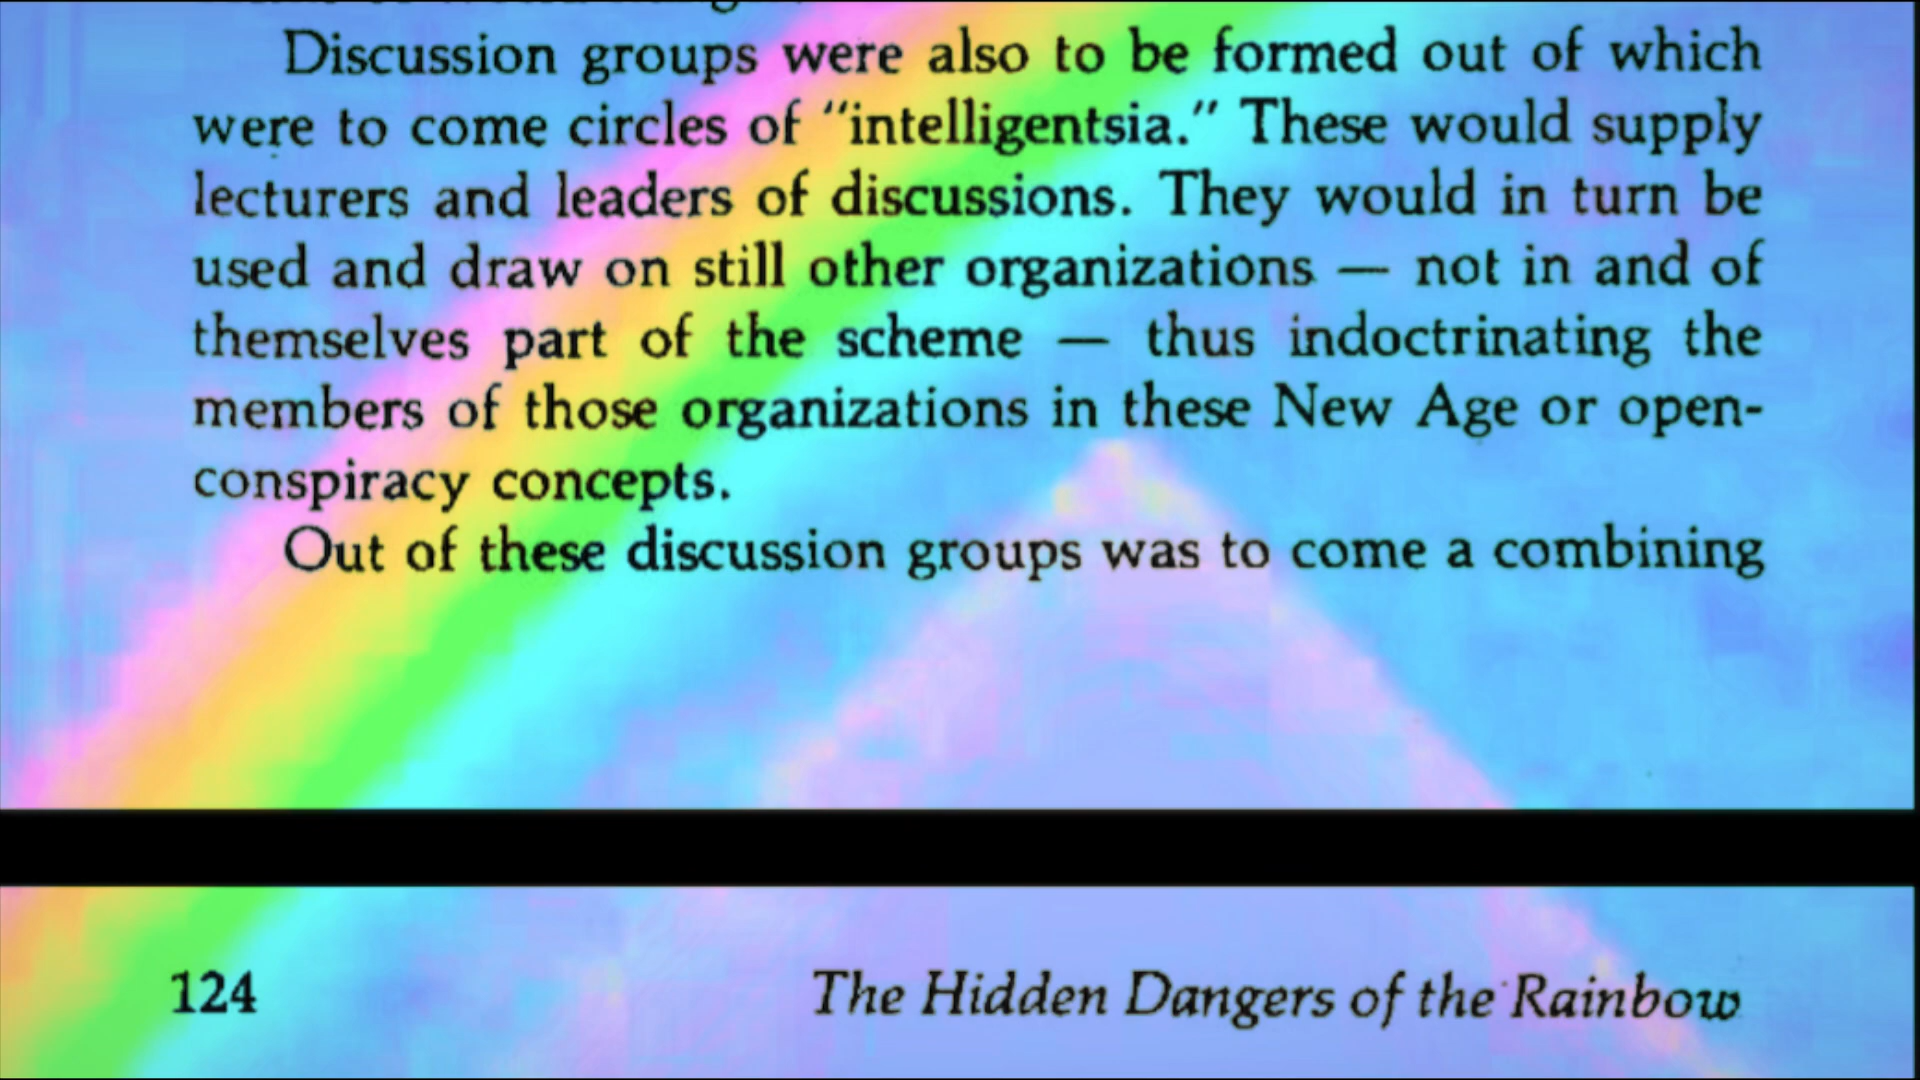 Discussion groups were also to be formed out of which
were to come circles of “intelligentsia.” These would supply
lecturers and leaders of discussions. They would in turn be
used and draw on still other organizations — not in and of
themselves part of the scheme — thus indoctrinating the
members of those organizations in these New Age or open-
conspiracy concepts.
Out of these discussion groups was to come a combining
124 The Hidden Dangers of the Rainbow